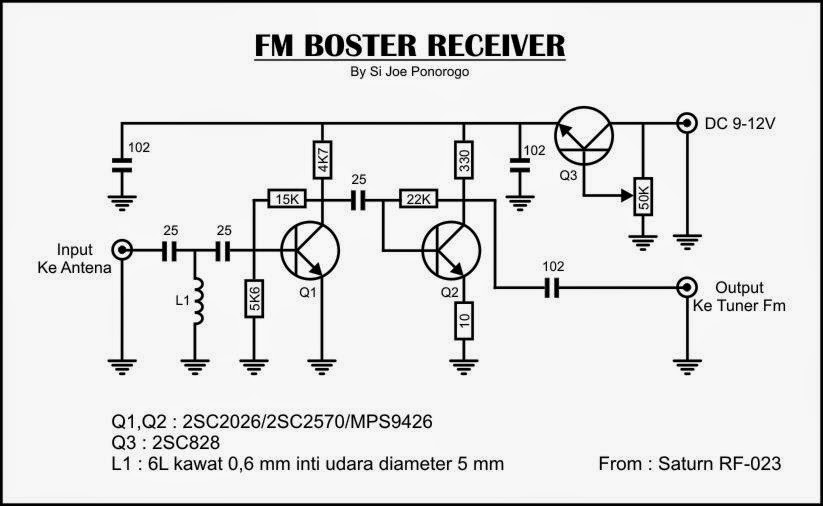 FM BOSTER RECEIVER
By Si Joe Ponorogo
102
4K7
330
102
Q3
50K
DC 9-12V
15K
25
22K
25
25
Input
Ke Antena
L1
5K6
Q1
Q2
10
102
Output
Ke Tuner Fm
Q1,Q2 : 2SC2026/2SC2570/MPS9426
Q3 : 2SC828
L1 : 6L kawat 0,6 mm inti udara diameter 5 mm
From : Saturn RF-023